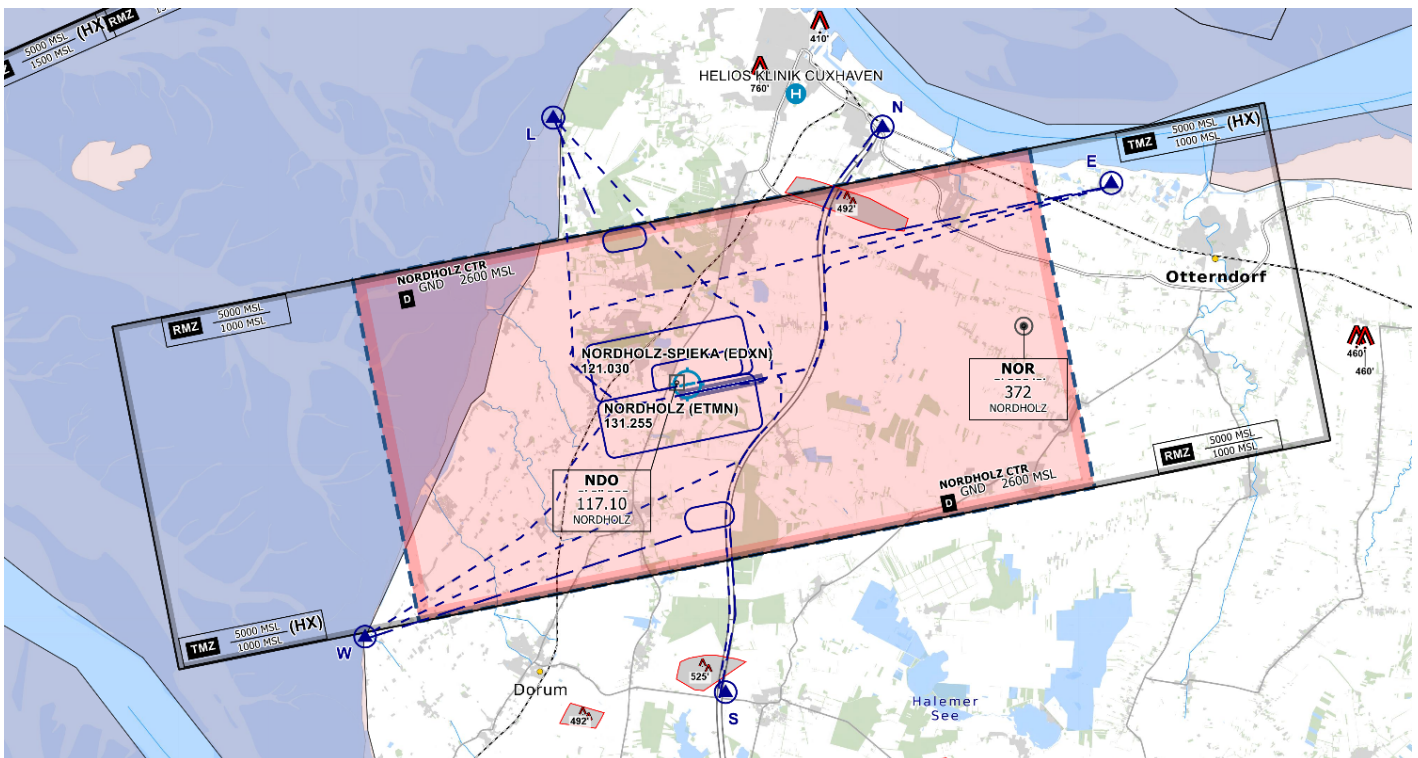 5000 MSL
1500 MSL
(HX)
RMZ
410'
760'
HELIOS KLINIK CUXHAVEN
H
L
N
E
TMZ
5000 MSL
1000 MSL
(HX)
492'
NORDHOLZ CTR
D
GND 2600 MSL
RMZ
5000 MSL
1000 MSL
Otterndorf
NORDHOLZ-SPIEKA (EDXN)
121.030
NORDHOLZ (ETMN)
131.255
NOR
372
NORDHOLZ
460'
460'
NDO
117.10
NORDHOLZ
NORDHOLZ CTR
D
GND 2600 MSL
RMZ
5000 MSL
1000 MSL
TMZ
5000 MSL
1000 MSL
(HX)
W
Dorum
525'
492'
S
Halemer
See